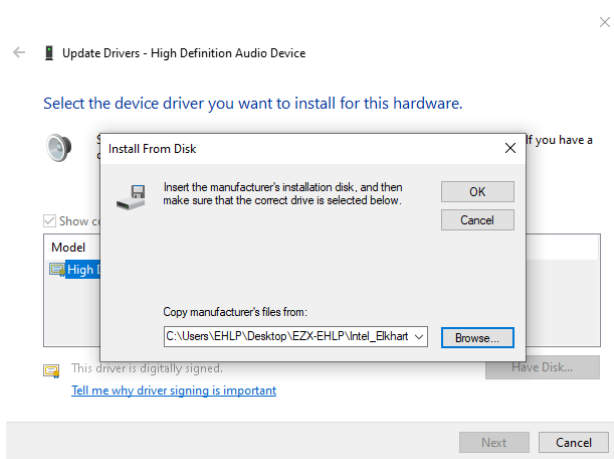 Update Drivers - High Definition Audio Device
Select the device driver you want to install for this hardware.
If you have a
Install From Disk
Insert the manufacturer's installation disk, and then
make sure that the correct drive is selected below.
OK
Cancel
Show
Model
High
Copy manufacturer's files from:
C:\Users\EHLP\Desktop\EZX-EHLP\Intel_Elkhart
Browse...
This driver is digitally signed.
Have Disk...
Tell me why driver signing is important
Next
Cancel